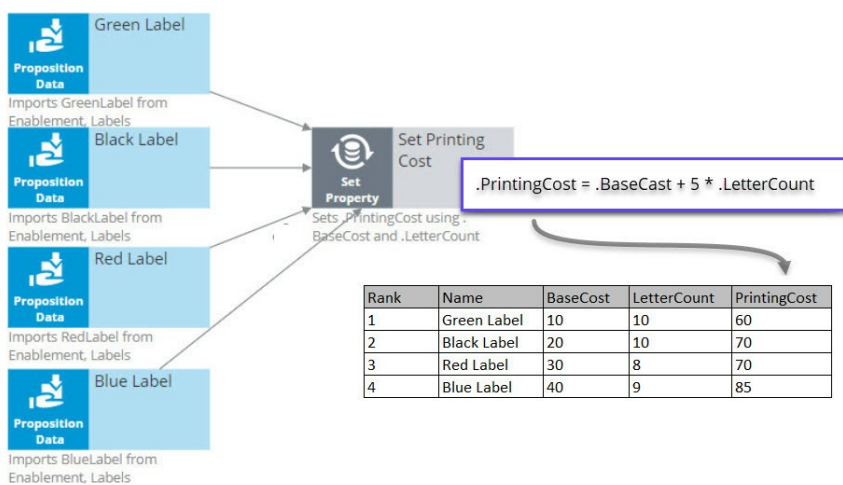 Green Label
Proposition
Data
Imports GreenLabel from
Enablement, Labels
Black Label
Proposition
Data
Imports BlackLabel from
Enablement, Labels
Red Label
Proposition
Data
Imports RedLabel from
Enablement, Labels
Blue Label
Proposition
Data
Imports BlueLabel from
Enablement, Labels
Set Printing
Cost
Set
Property
Sets .PrintingCost using .
BaseCost and .LetterCount
.PrintingCost = .BaseCast + 5 * .LetterCount
Rank Name BaseCost LetterCount PrintingCost
1 Green Label 10 10 60
2 Black Label 20 10 70
3 Red Label 30 8 70
4 Blue Label 40 9 85